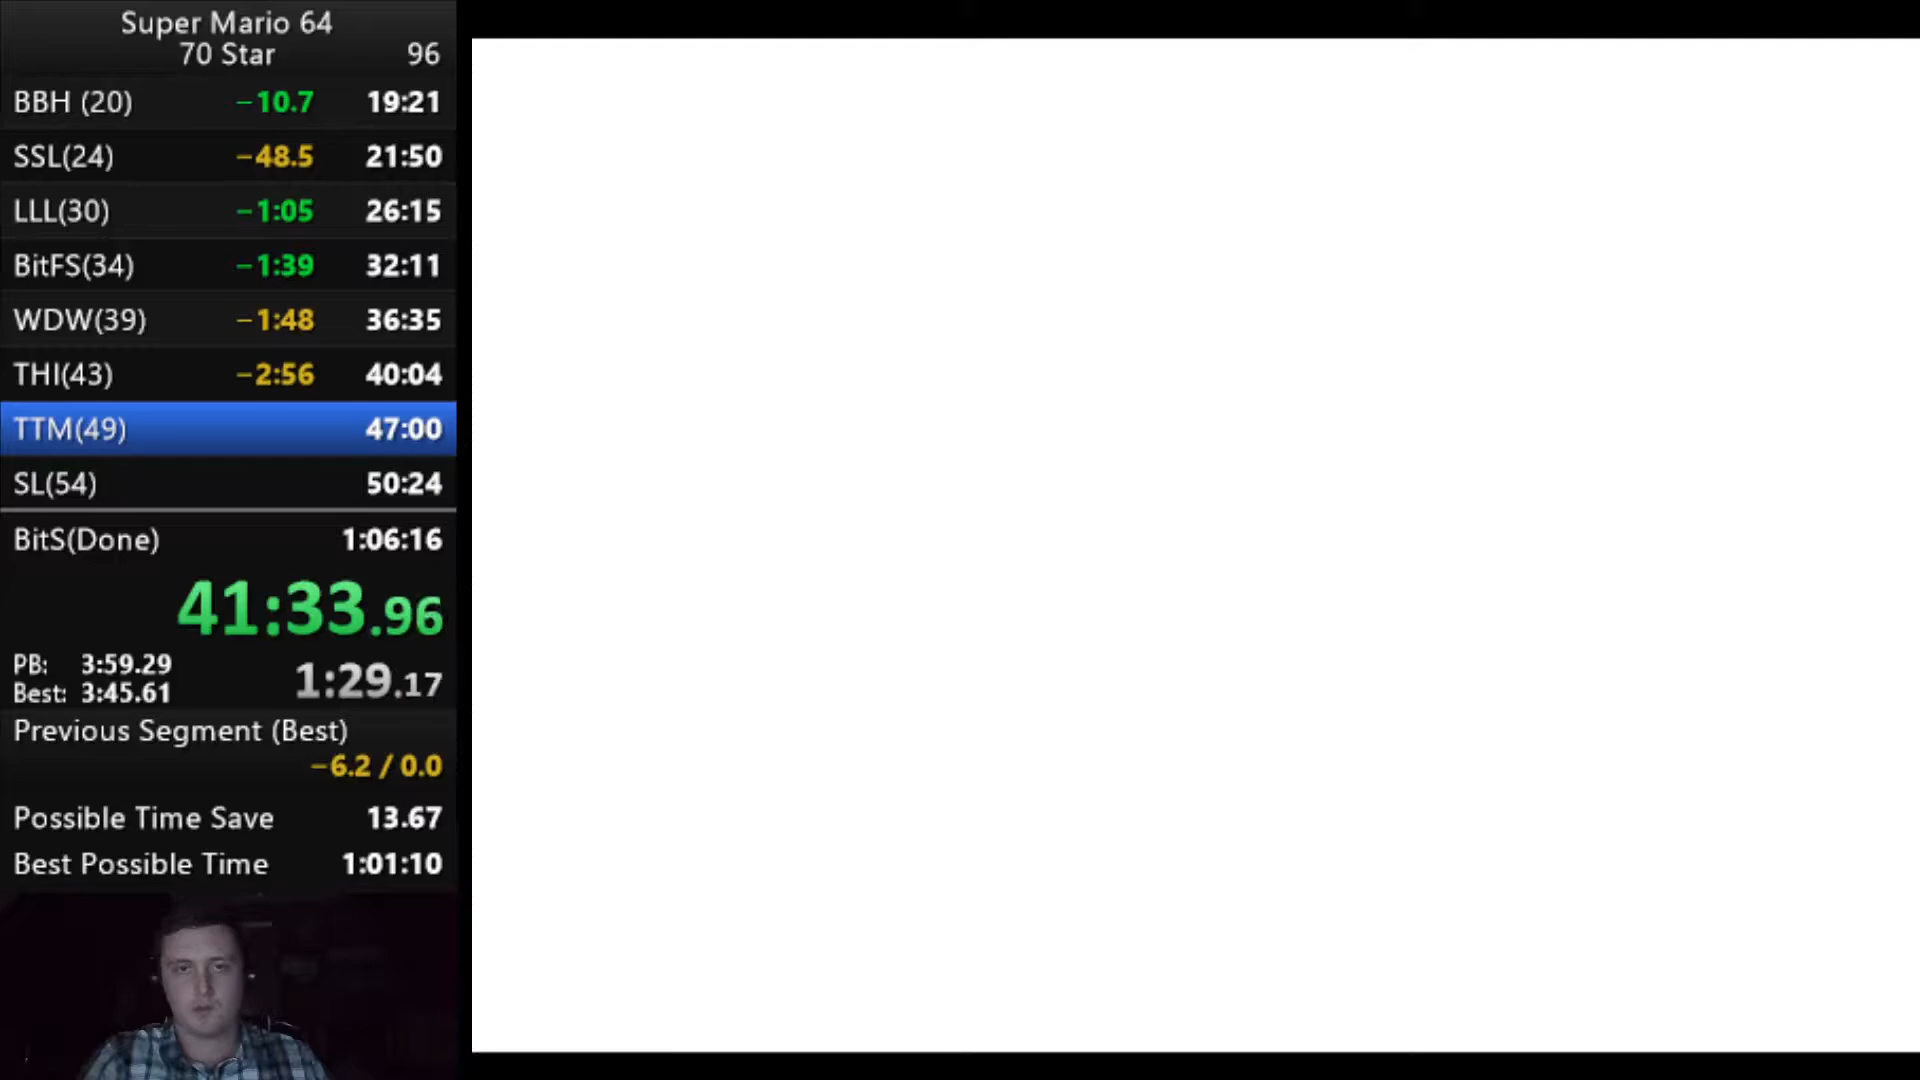 Super Mario 64
70 Star 96
BBH (20) −10.7 19:21
SSL(24) −48.5 21:50
LLL(30) −1:05 26:15
BitFS(34) −1:39 32:11
WDW(39) −1:48 36:35
THI(43) −2:56 40:04
TTM(49) 47:00
SL(54) 50:24
BitS(Done) 1:06:16
41:33.96
PB: 3:59.29
Best: 3:45.61
1:29.17
Previous Segment (Best)
−6.2 / 0.0
Possible Time Save 13.67
Best Possible Time 1:01:10